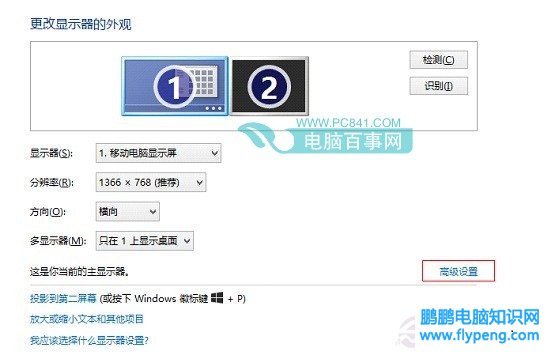 更改显示器的外观
1
2
检测(C)
识别(I)
WWW.PC841.COM
电脑百事网
显示器(S): 1. 移动电脑显示屏
分辨率(R): 1366 × 768 (推荐)
方向(O): 横向
多显示器(M): 只在 1 上显示桌面
这是你当前的主显示器。 高级设置
投影到第二屏幕 (或按下 Windows 徽标键 + P)
放大或缩小文本和其他项目
我应该选择什么显示器设置?
鹏鹏电脑知识网
www.flypeng.com